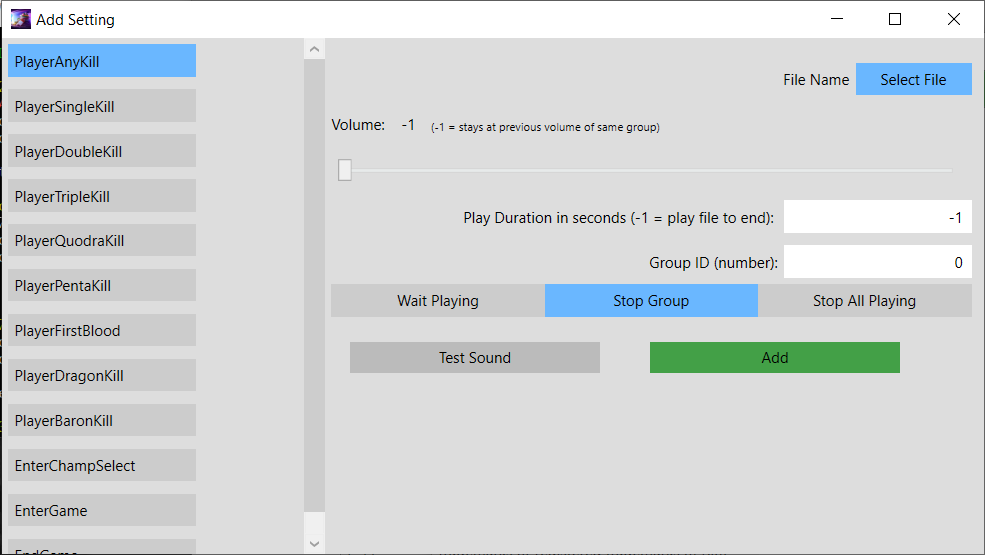 Add Setting
PlayerAnyKill
PlayerSingleKill
PlayerDoubleKill
PlayerTripleKill
PlayerQuodraKill
PlayerPentaKill
PlayerFirstBlood
PlayerDragonKill
PlayerBaronKill
EnterChampSelect
EnterGame
EndGame
File Name Select File
Volume: -1 (-1 = stays at previous volume of same group)
Play Duration in seconds (-1 = play file to end): -1
Group ID (number): 0
Wait Playing Stop Group Stop All Playing
Test Sound Add